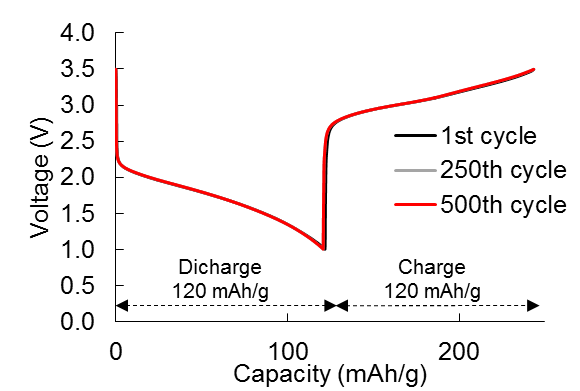 4.0
3.5
3.0
2.5
2.0
1.5
1.0
0.5
0.0
Voltage (V)
1st cycle
250th cycle
500th cycle
Dicharge
120 mAh/g
Charge
120 mAh/g
0
100
200
Capacity (mAh/g)